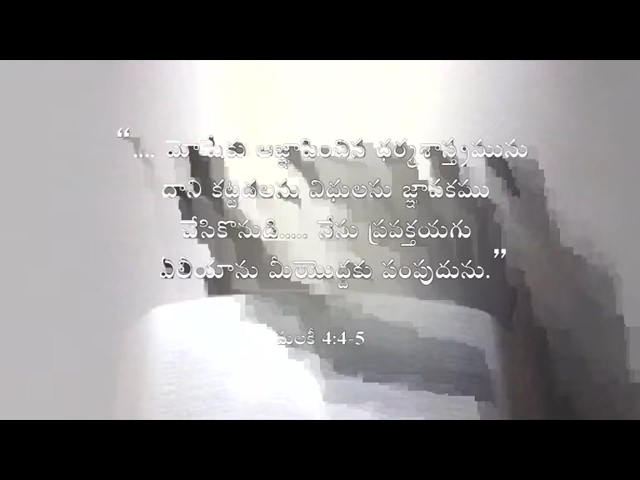 “.... మోషేకు ఆజ్ఞాపించిన ధర్మశాస్త్రమును
దాని కట్టడలను విధులను జ్ఞాపకము
చేసికొనుడి..... నేను ప్రవక్తయగు
ఏలీయాను మీయొద్దకు పంపుదును.”
మలాకీ 4:4-5